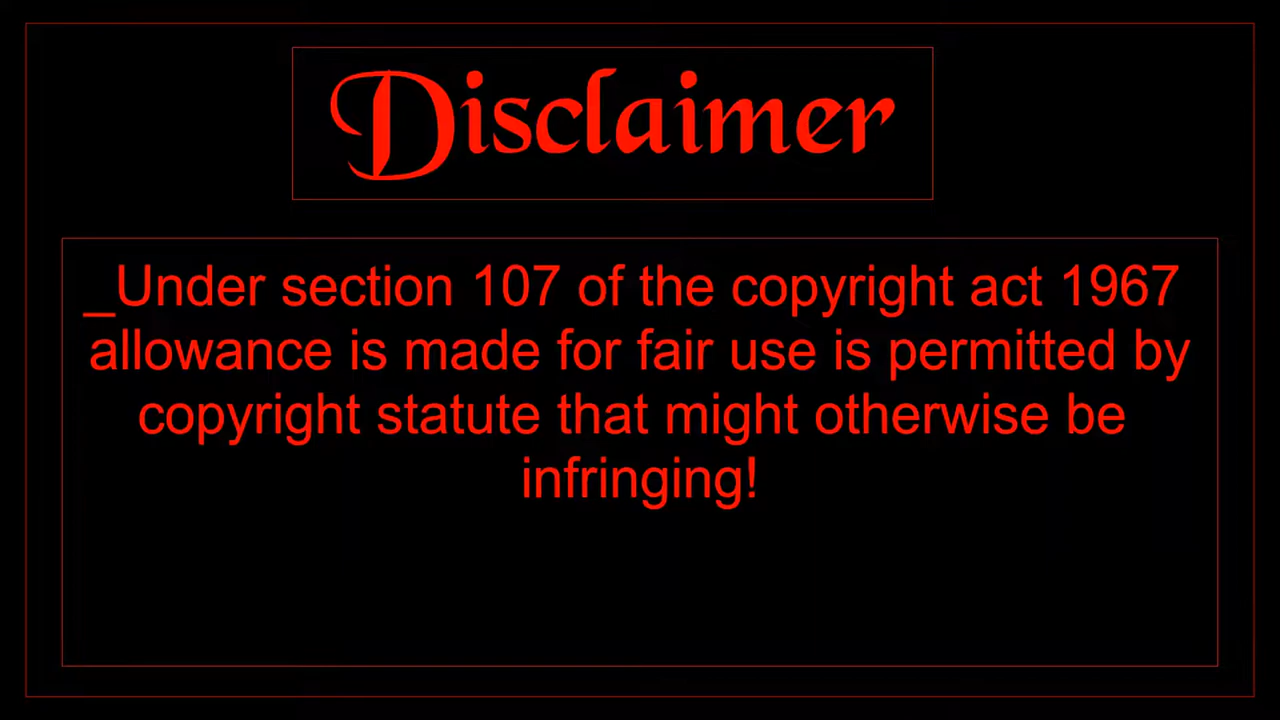 Disclaimer
_Under section 107 of the copyright act 1967
allowance is made for fair use is permitted by
copyright statute that might otherwise be
infringing!